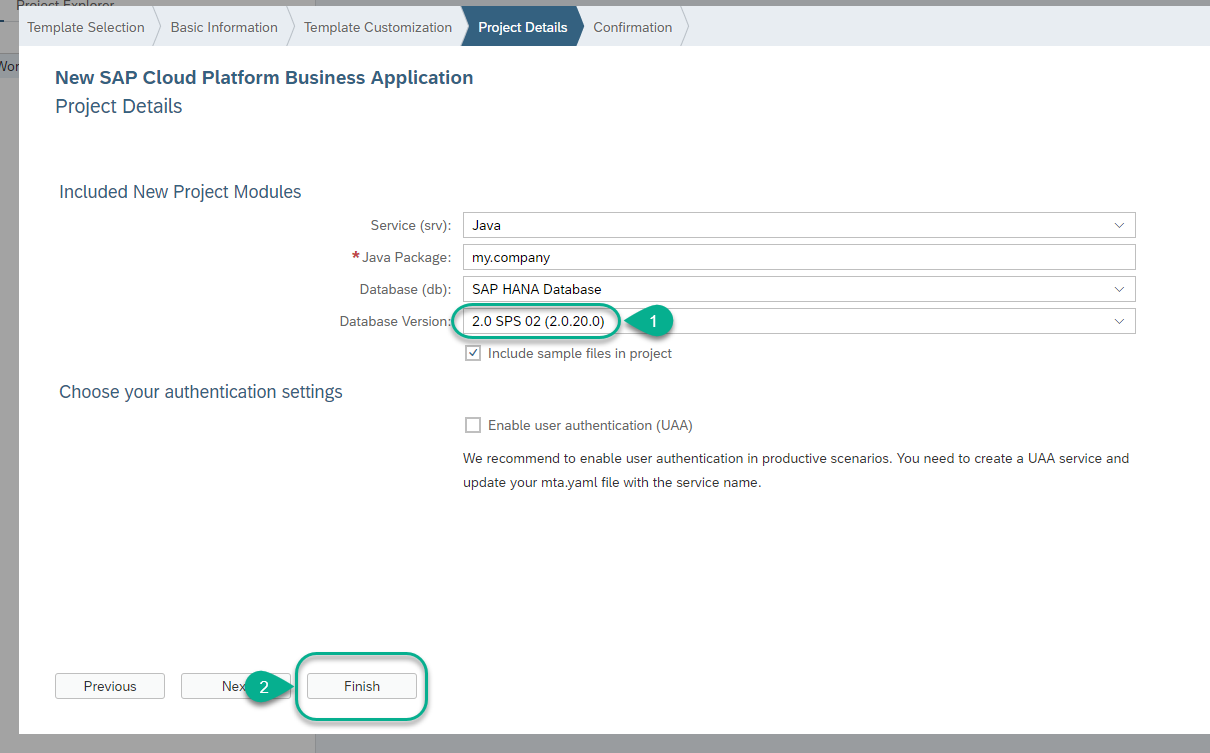 Project Explorer
Template Selection
Basic Information
Template Customization
Project Details
Confirmation
New SAP Cloud Platform Business Application
Project Details
Included New Project Modules
Service (srv): Java
*Java Package: my.company
Database (db): SAP HANA Database
Database Version: 2.0 SPS 02 (2.0.20.0) 1
Include sample files in project
Choose your authentication settings
Enable user authentication (UAA)
We recommend to enable user authentication in productive scenarios. You need to create a UAA service and
update your mta.yaml file with the service name.
Previous
2
Finish